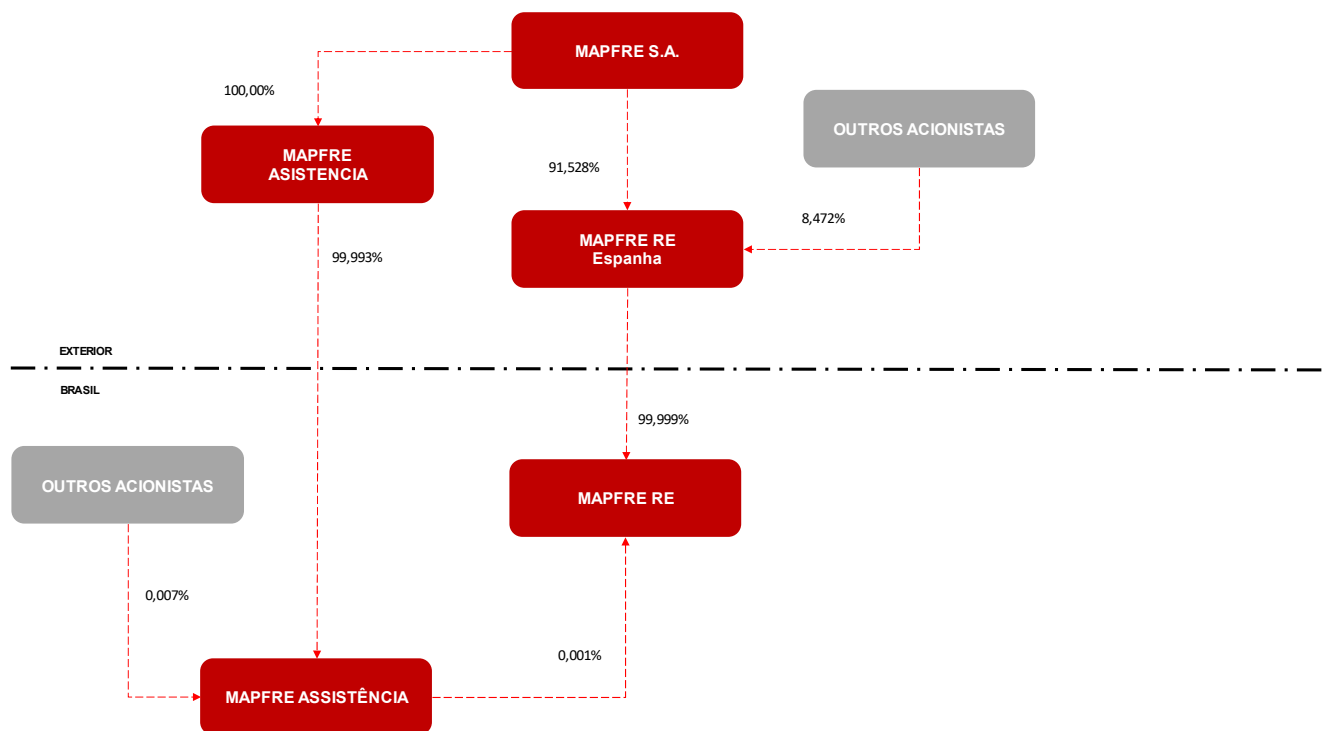 MAPFRE S.A.
100,00%
OUTROS ACIONISTAS
MAPFRE
ASISTENCIA
91,528%
8,472%
MAPFRE RE
Espanha
99,993%
EXTERIOR
BRASIL
99,999%
OUTROS ACIONISTAS
MAPFRE RE
0,007%
0,001%
MAPFRE ASSISTÊNCIA